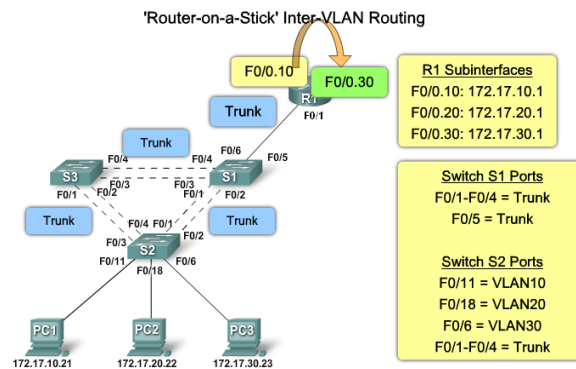 'Router-on-a-Stick' Inter-VLAN Routing
F0/0.10
F0/0.30
R1
F0/1
Trunk
Trunk
F0/4
F0/4
F0/6
F0/5
S3
S1
F0/1
F0/2
F0/3
F0/3
F0/1
F0/2
Trunk
Trunk
F0/4
F0/1
F0/3
F0/2
S2
F0/11
F0/18
F0/6
PC1
PC2
PC3
172.17.10.21
172.17.20.22
172.17.30.23
R1 Subinterfaces
F0/0.10: 172.17.10.1
F0/0.20: 172.17.20.1
F0/0.30: 172.17.30.1
Switch S1 Ports
F0/1-F0/4 = Trunk
F0/5 = Trunk
Switch S2 Ports
F0/11 = VLAN10
F0/18 = VLAN20
F0/6 = VLAN30
F0/1-F0/4 = Trunk